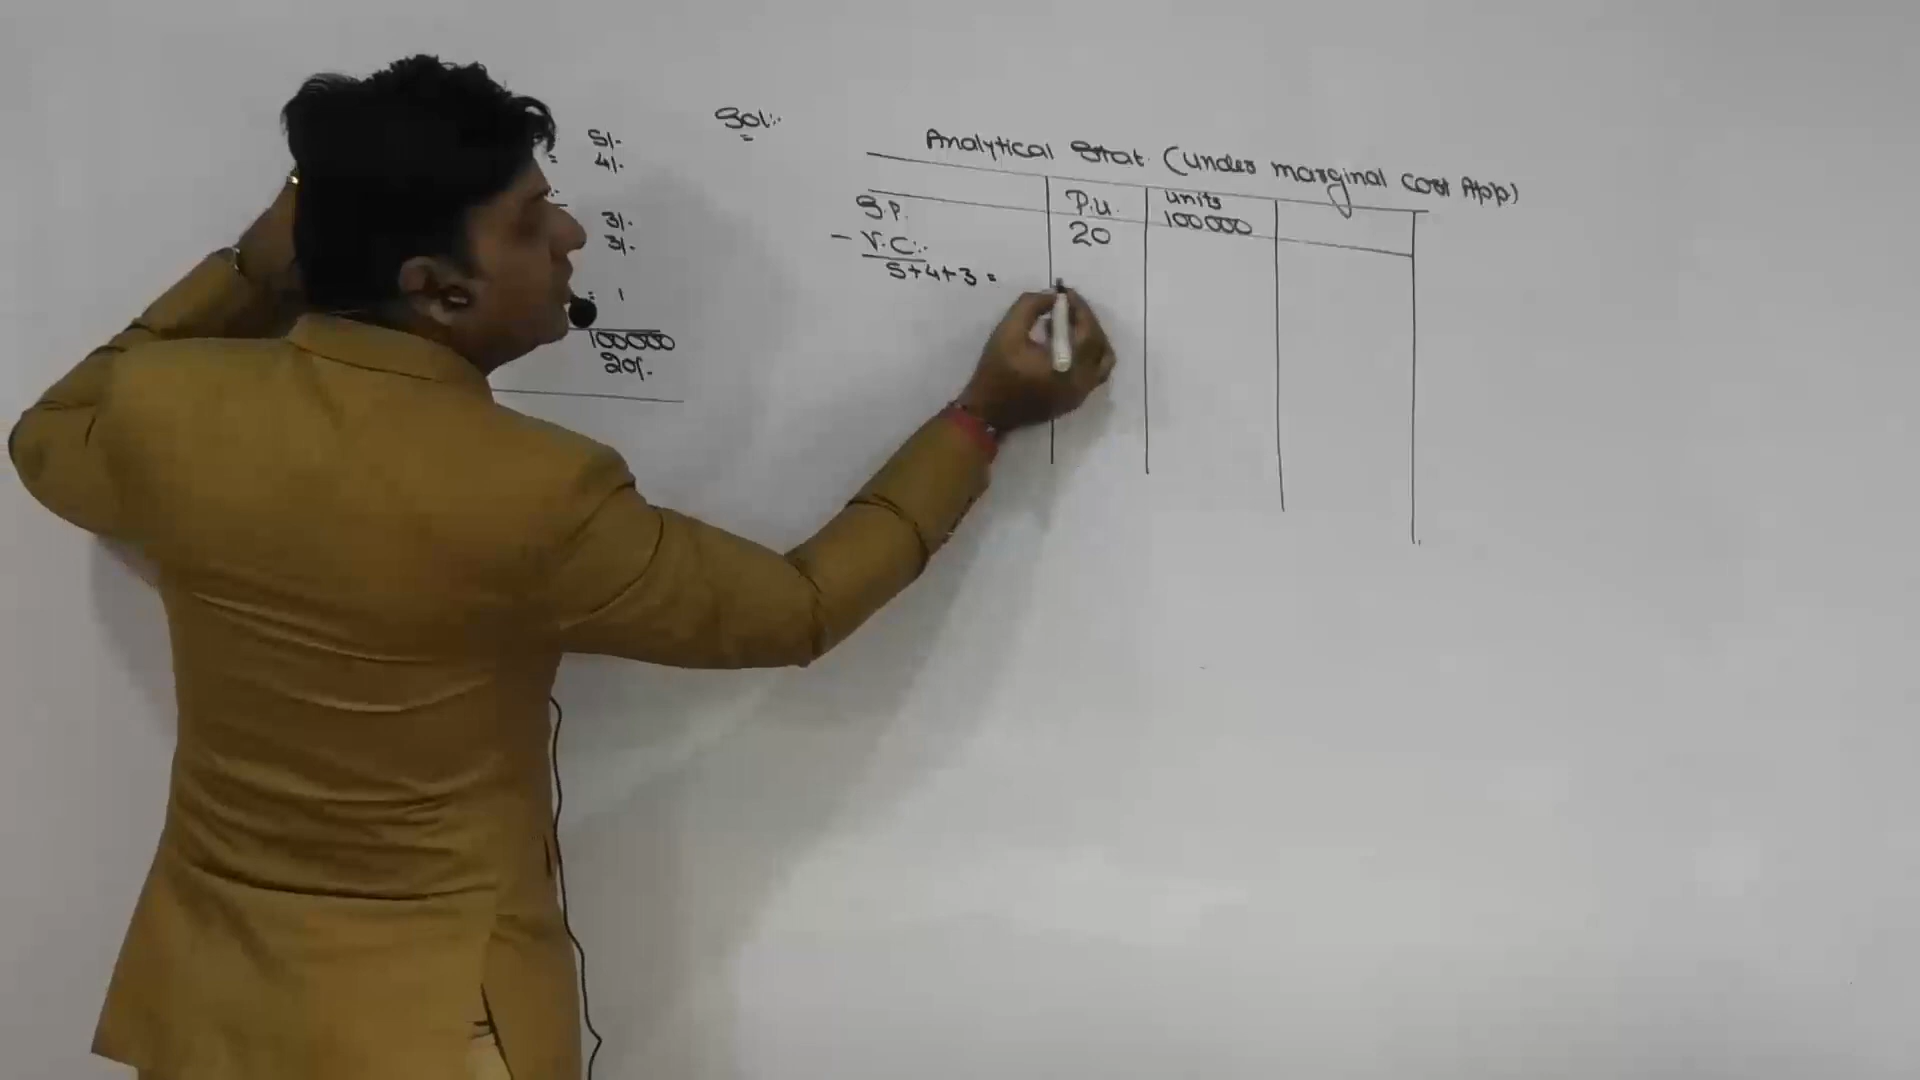 5/-
= 4/-
3/-
3/-
= 1
100000
20/-
Sol:-
=
Analytical Stat. (under marginal cost App)
P.U. units
100000
S.P. 20
- V.C:-
5+4+3 =